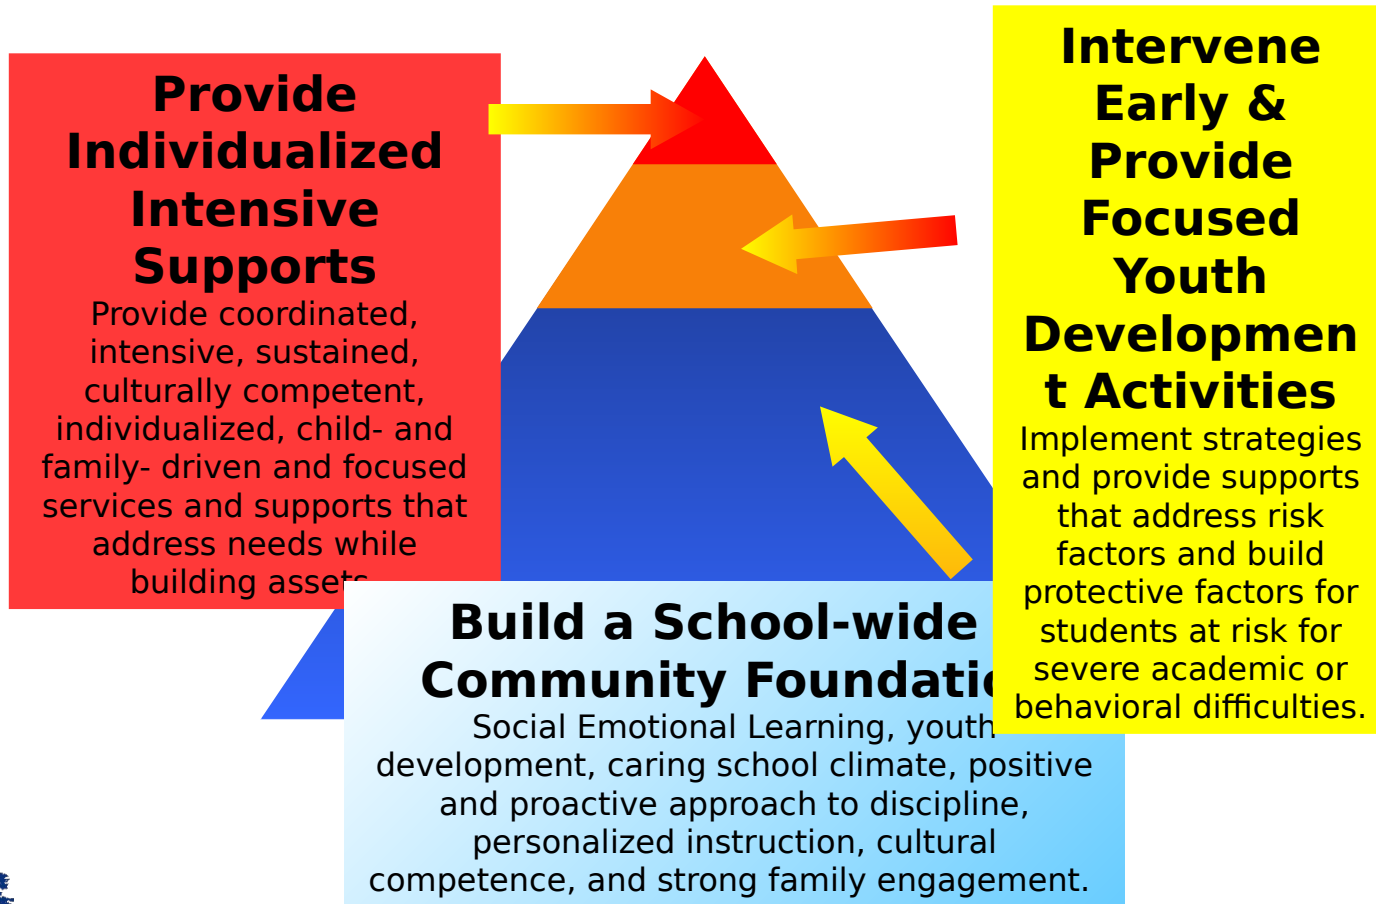 Provide
Individualized
Intensive
Supports
Provide coordinated,
intensive, sustained,
culturally competent,
individualized, child- and
family- driven and focused
services and supports that
address needs while
building assets
Intervene
Early &
Provide
Focused
Youth
Developmen
t Activities
Implement strategies
and provide supports
that address risk
factors and build
protective factors for
students at risk for
severe academic or
behavioral difficulties.
Build a School-wide
Community Foundatio
Social Emotional Learning, youth
development, caring school climate, positive
and proactive approach to discipline,
personalized instruction, cultural
competence, and strong family engagement.